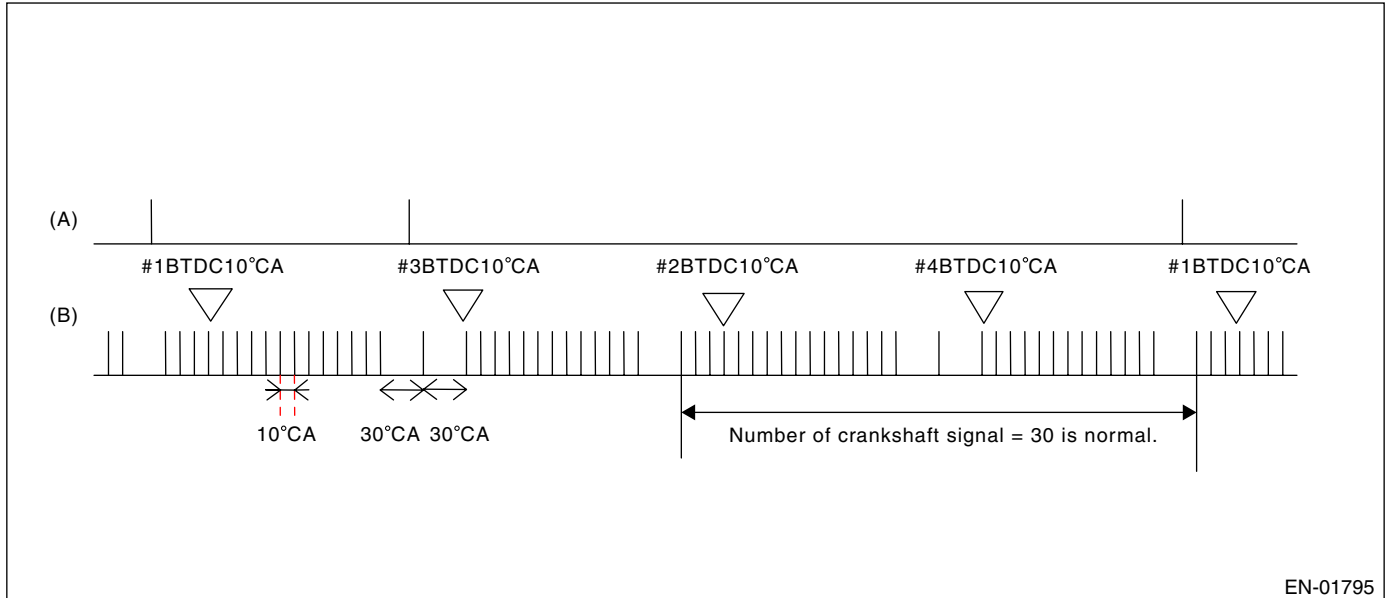 (A)
#1BTDC10°CA #3BTDC10°CA #2BTDC10°CA #4BTDC10°CA #1BTDC10°CA
(B)
10°CA 30°CA 30°CA Number of crankshaft signal = 30 is normal.
EN-01795